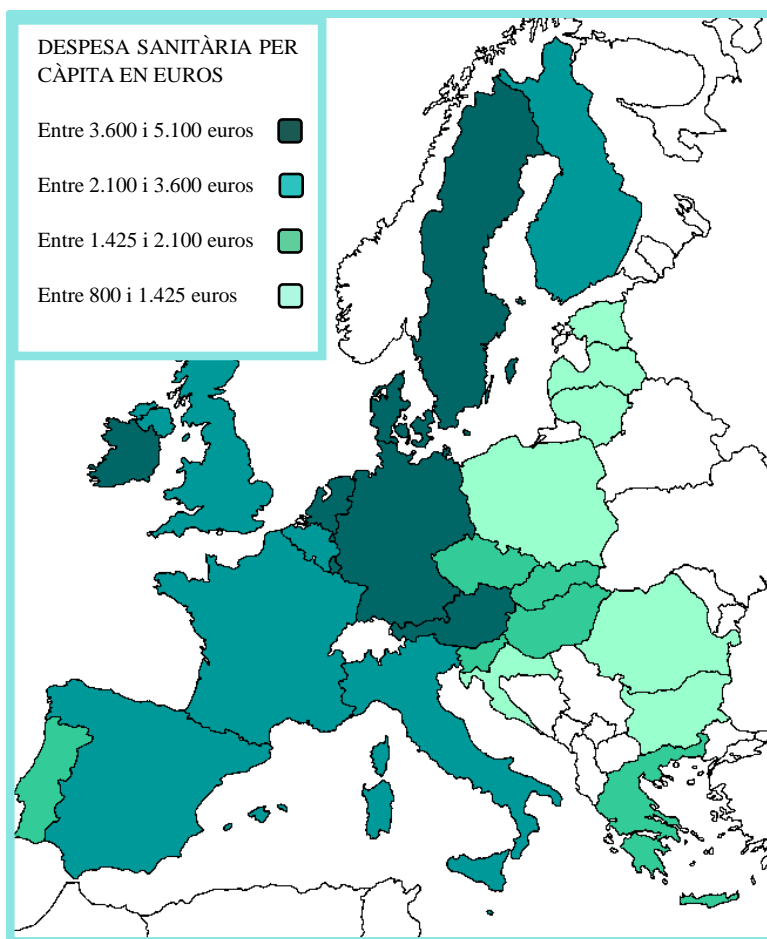 DESPESA SANITÀRIA PER
CÀPITA EN EUROS
Entre 3.600 i 5.100 euros
Entre 2.100 i 3.600 euros
Entre 1.425 i 2.100 euros
Entre 800 i 1.425 euros